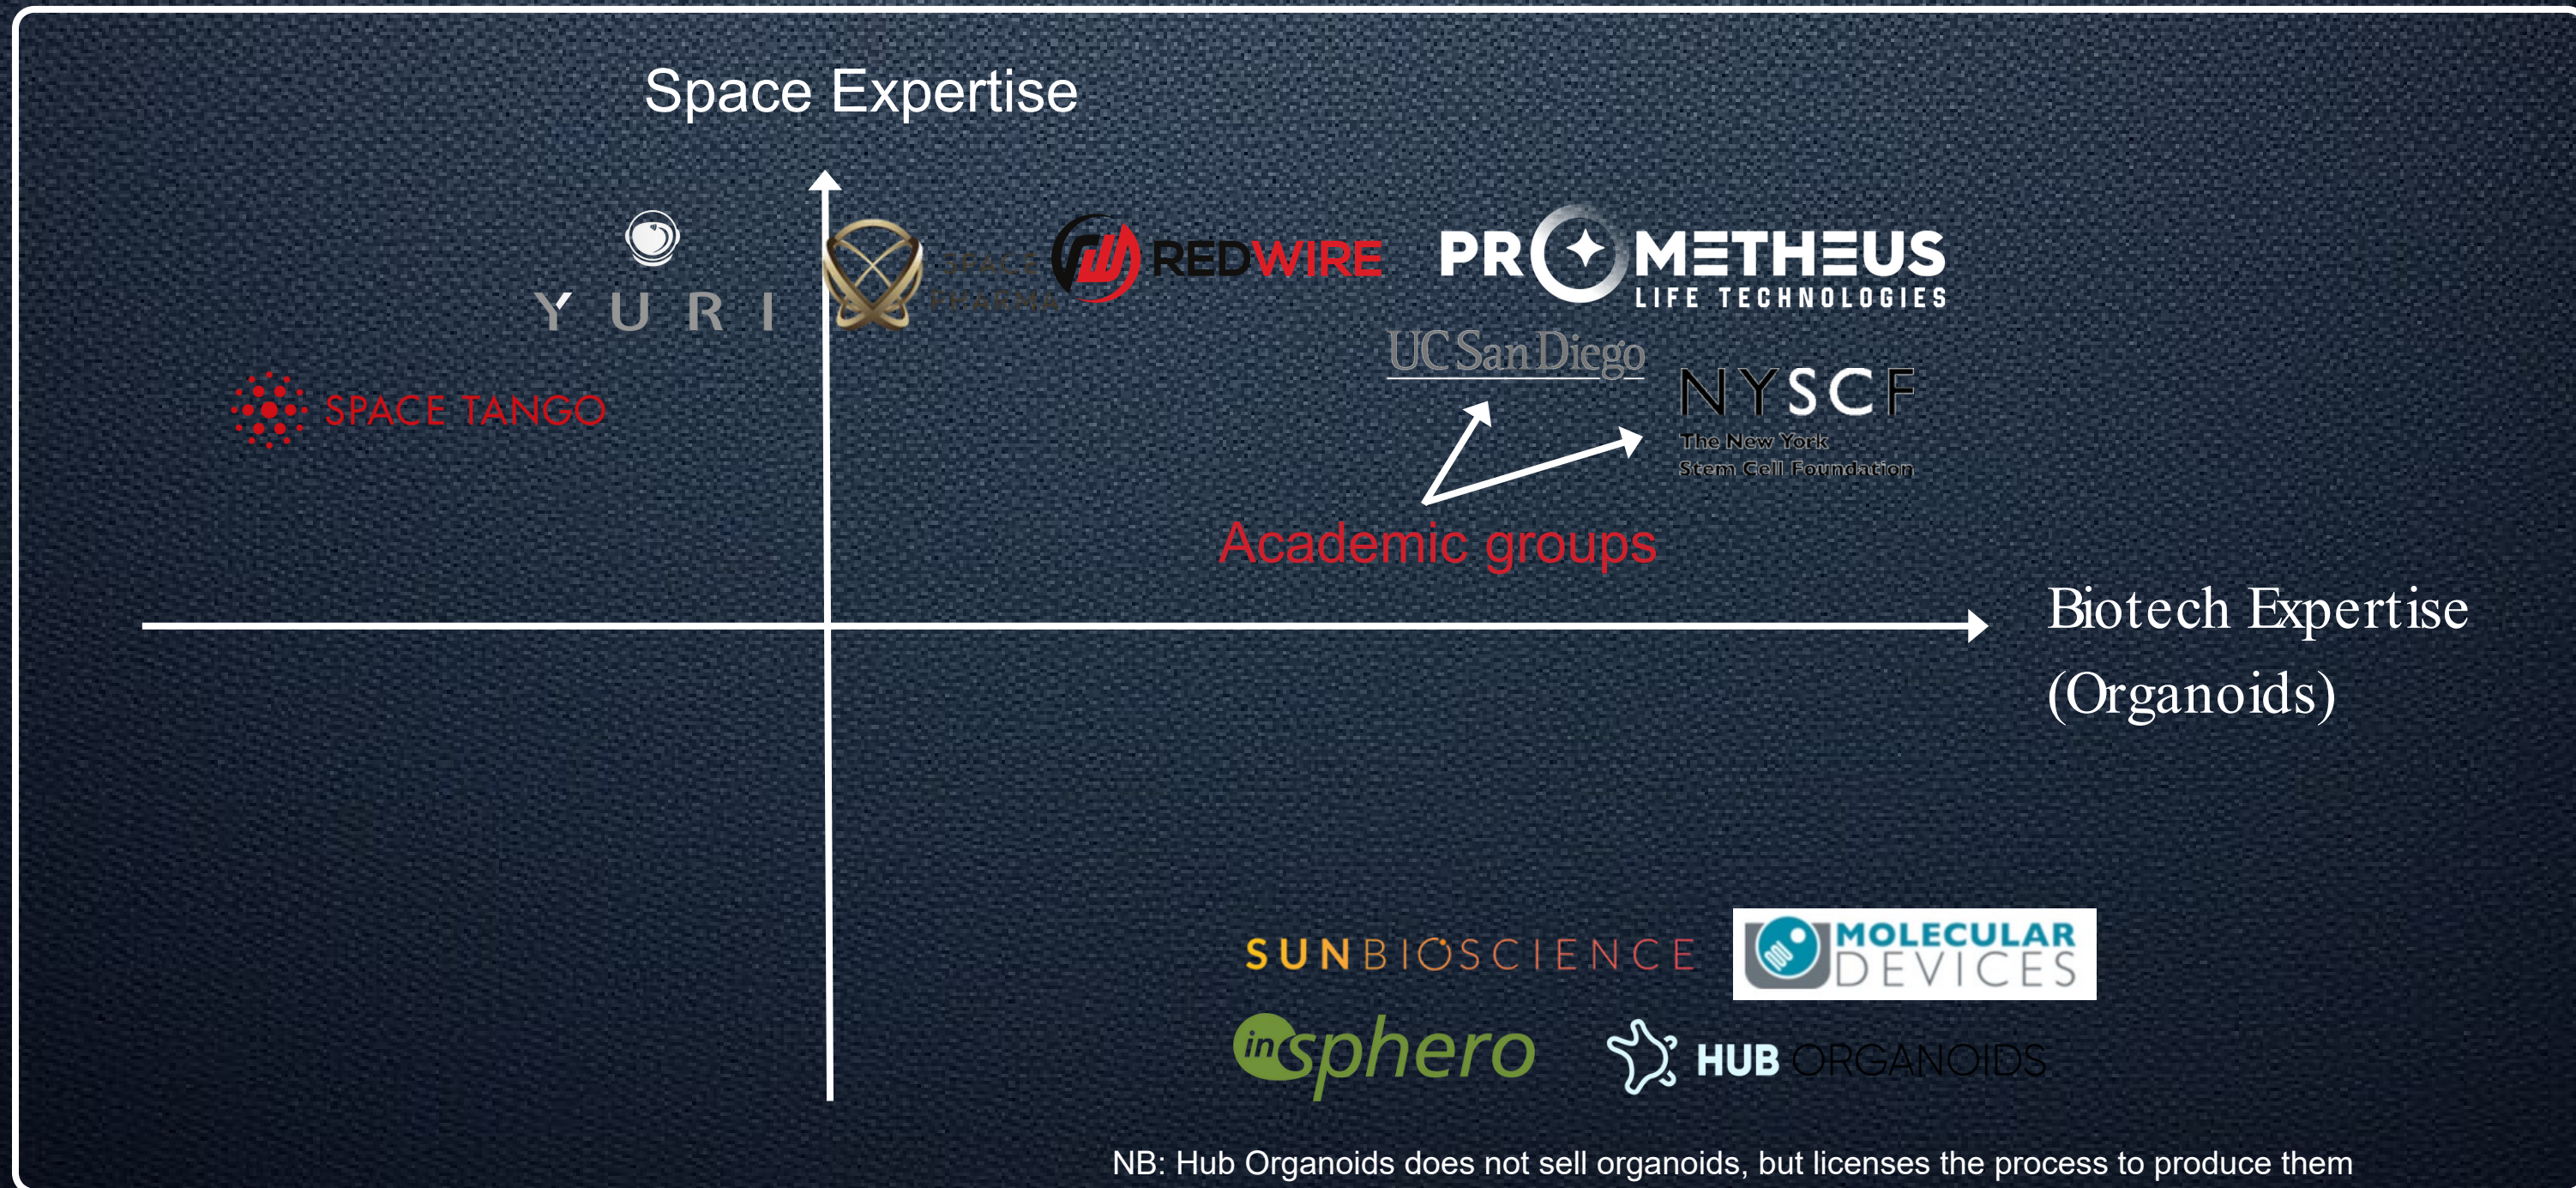 Space Expertise
YURI
SPACE
PHARMA
REDWIRE
PROMETHEUS
LIFE TECHNOLOGIES
UC San Diego
SPACE TANGO
NYSCF
The New York
Stem Cell Foundation
Academic groups
Biotech Expertise
(Organoids)
SUNBIOSCIENCE
MOLECULAR
DEVICES
insphero
HUB ORGANOIDS
NB: Hub Organoids does not sell organoids, but licenses the process to produce them